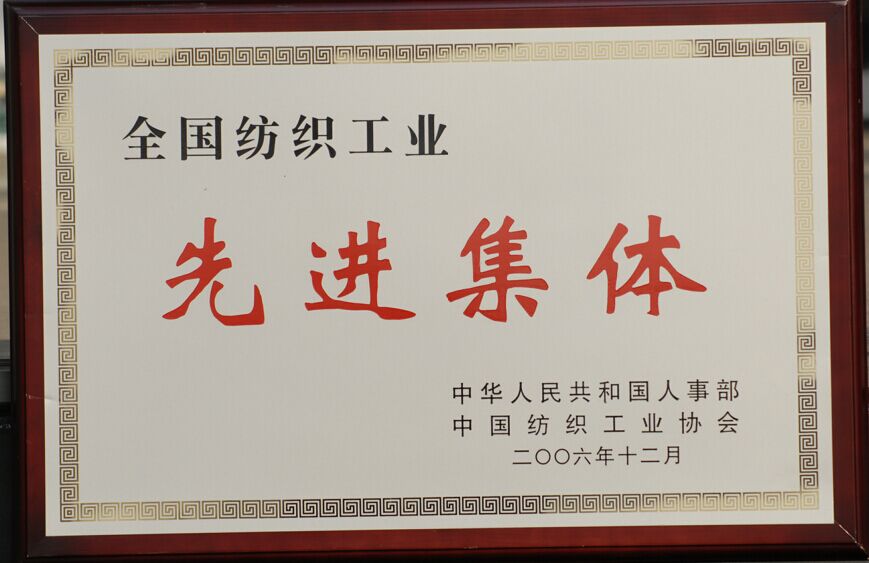 全国纺织工业
先进集体
中华人民共和国人事部
中国纺织工业协会
二〇〇六年十二月